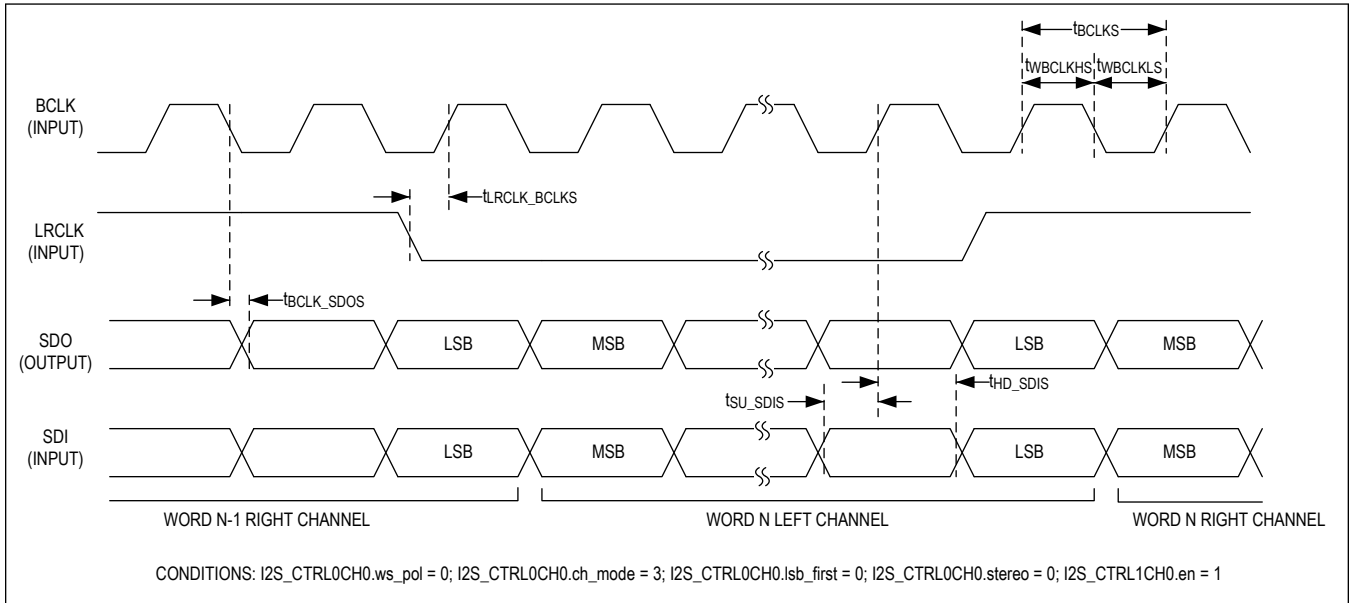 tBCLKS
tWBCLKHS tWBCLKLS
BCLK
(INPUT)
tLRCLK_BCLKS
LRCLK
(INPUT)
tBCLK_SDOS
SDO
(OUTPUT)
LSB MSB LSB MSB
tSU_SDIS tHD_SDIS
SDI
(INPUT)
LSB MSB LSB MSB
WORD N-1 RIGHT CHANNEL WORD N LEFT CHANNEL WORD N RIGHT CHANNEL
CONDITIONS: I2S_CTRL0CH0.ws_pol = 0; I2S_CTRL0CH0.ch_mode = 3; I2S_CTRL0CH0.lsb_first = 0; I2S_CTRL0CH0.stereo = 0; I2S_CTRL1CH0.en = 1